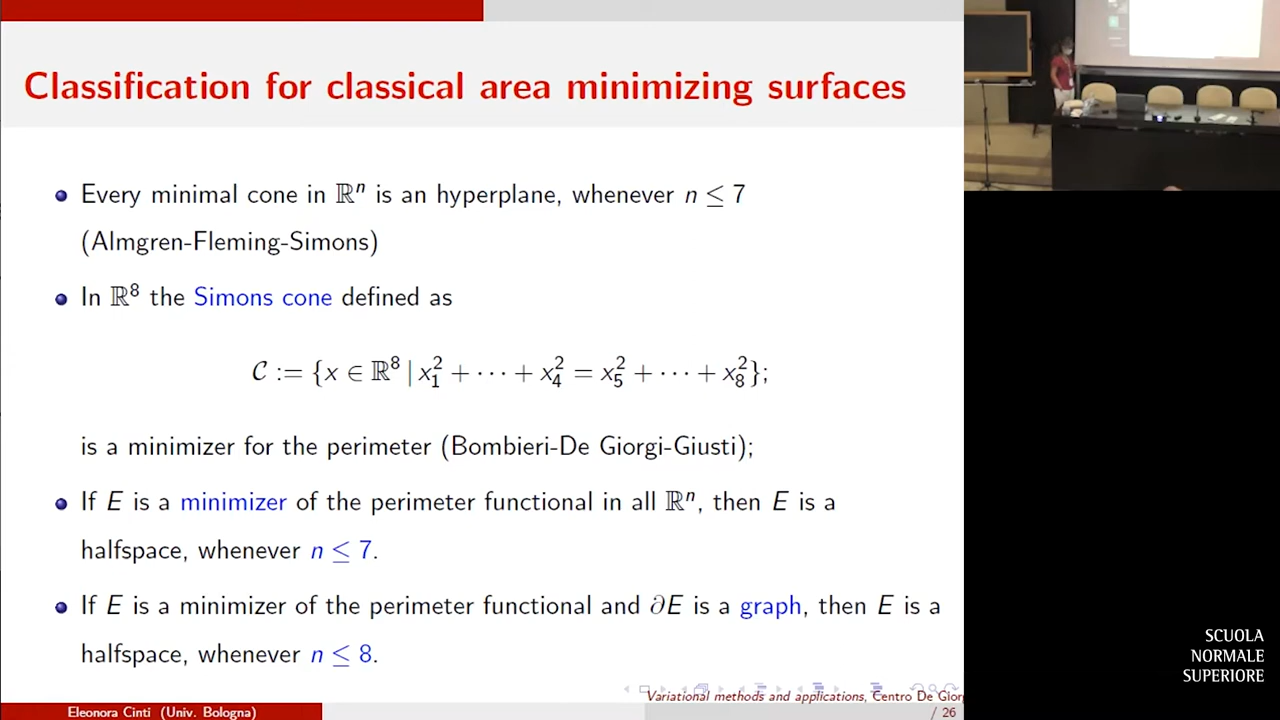 Classification for classical area minimizing surfaces
Every minimal cone in ℝⁿ is an hyperplane, whenever n ≤ 7
(Almgren-Fleming-Simons)
In ℝ⁸ the Simons cone defined as
𝒞 := {x ∈ ℝ⁸ | x₁² + ··· + x₄² = x₅² + ··· + x₈²};
is a minimizer for the perimeter (Bombieri-De Giorgi-Giusti);
If E is a minimizer of the perimeter functional in all ℝⁿ, then E is a
halfspace, whenever n ≤ 7.
If E is a minimizer of the perimeter functional and ∂E is a graph, then E is a
halfspace, whenever n ≤ 8.
Variational methods and applications, Centro De Gior
Eleonora Cinti (Univ. Bologna)
/ 26
SCUOLA
NORMALE
SUPERIORE